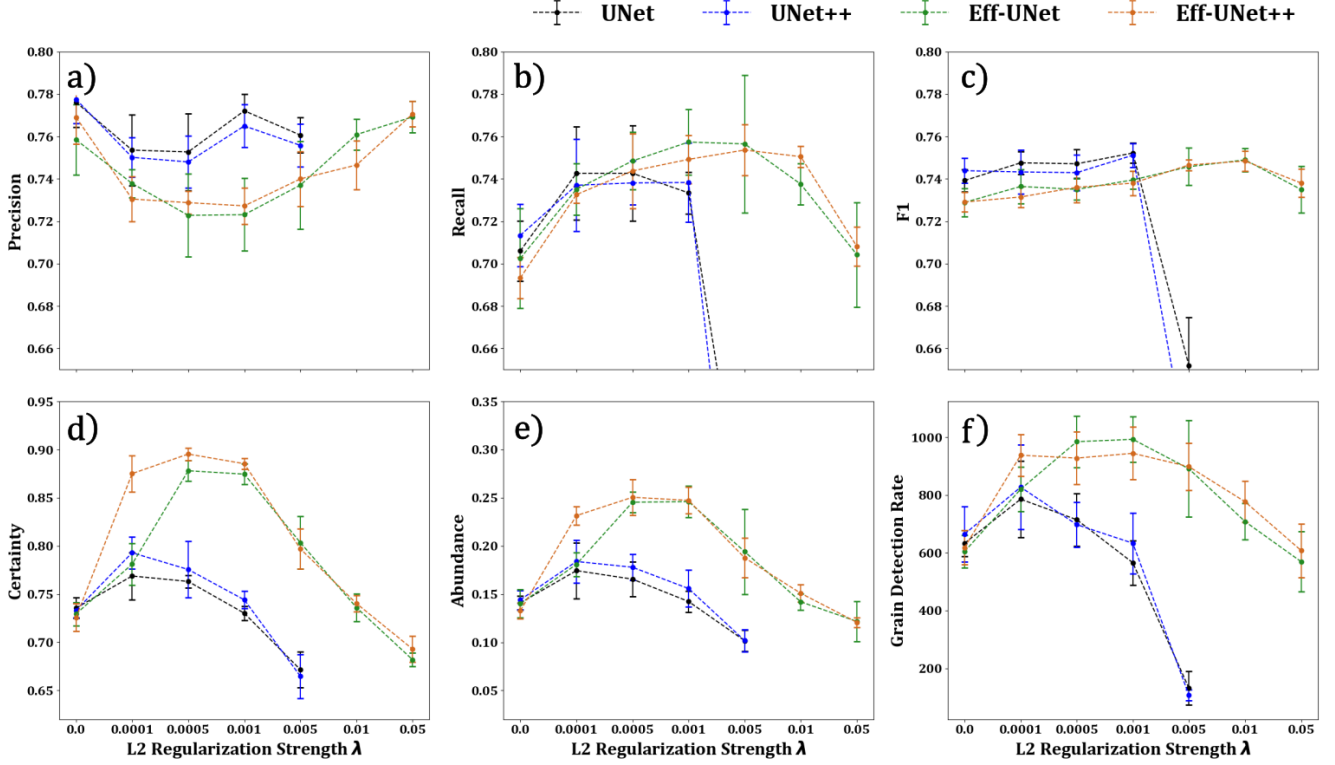 UNet UNet++ Eff-UNet Eff-UNet++
a)
Precision
0.80
0.78
0.76
0.74
0.72
0.70
0.68
0.66
b)
Recall
0.80
0.78
0.76
0.74
0.72
0.70
0.68
0.66
c)
F1
0.80
0.78
0.76
0.74
0.72
0.70
0.68
0.66
d)
Certainty
0.95
0.90
0.85
0.80
0.75
0.70
0.65
0.0 0.0001 0.0005 0.001 0.005 0.01 0.05
L2 Regularization Strength λ
e)
Abundance
0.35
0.30
0.25
0.20
0.15
0.10
0.05
0.0 0.0001 0.0005 0.001 0.005 0.01 0.05
L2 Regularization Strength λ
f)
Grain Detection Rate
1000
800
600
400
200
0.0 0.0001 0.0005 0.001 0.005 0.01 0.05
L2 Regularization Strength λ